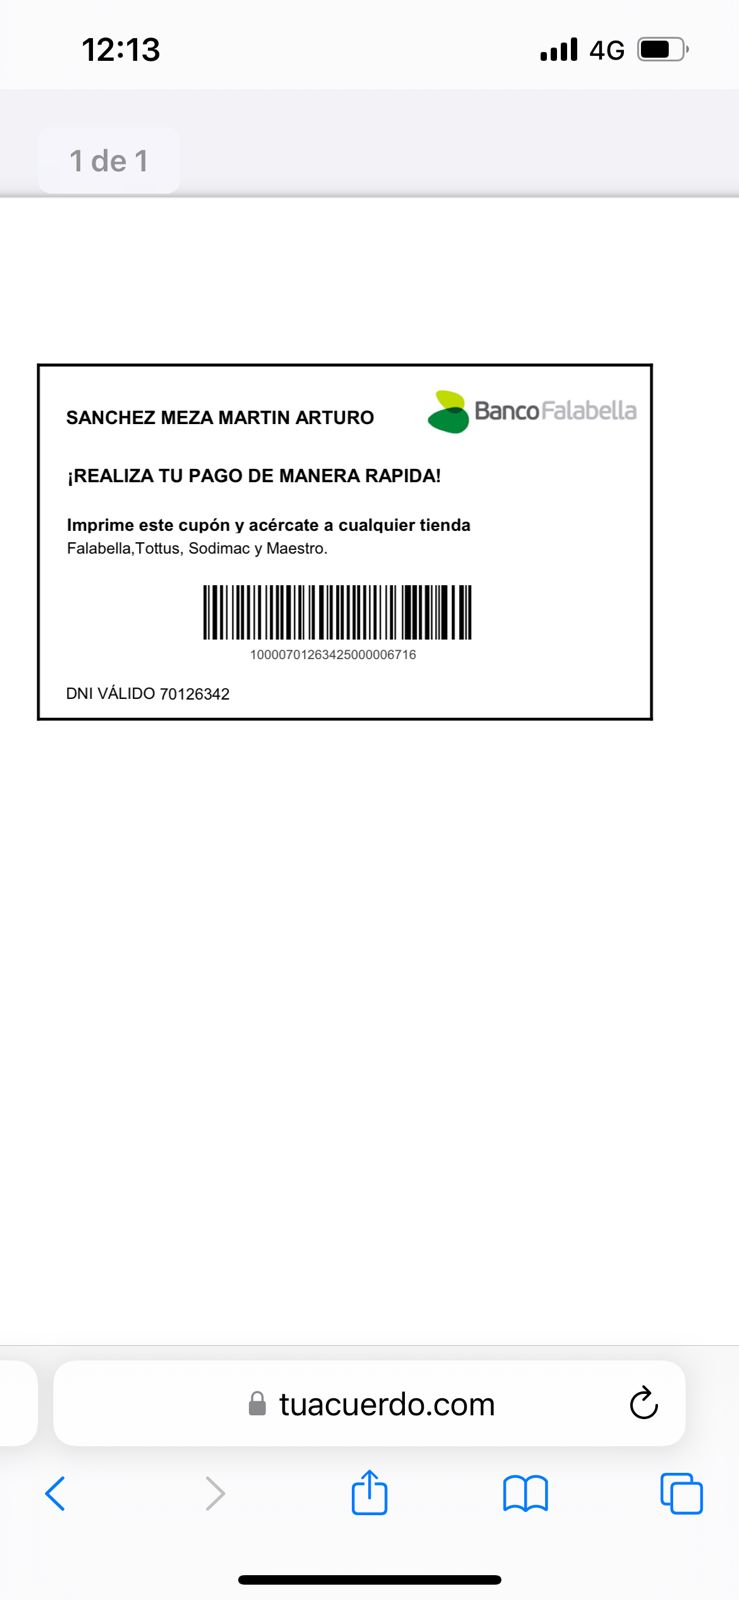 12:13
4G
1 de 1
SANCHEZ MEZA MARTIN ARTURO
BancoFalabella
¡REALIZA TU PAGO DE MANERA RAPIDA!
Imprime este cupón y acércate a cualquier tienda
Falabella,Tottus, Sodimac y Maestro.
10000701263425000006716
DNI VÁLIDO 70126342
tuacuerdo.com